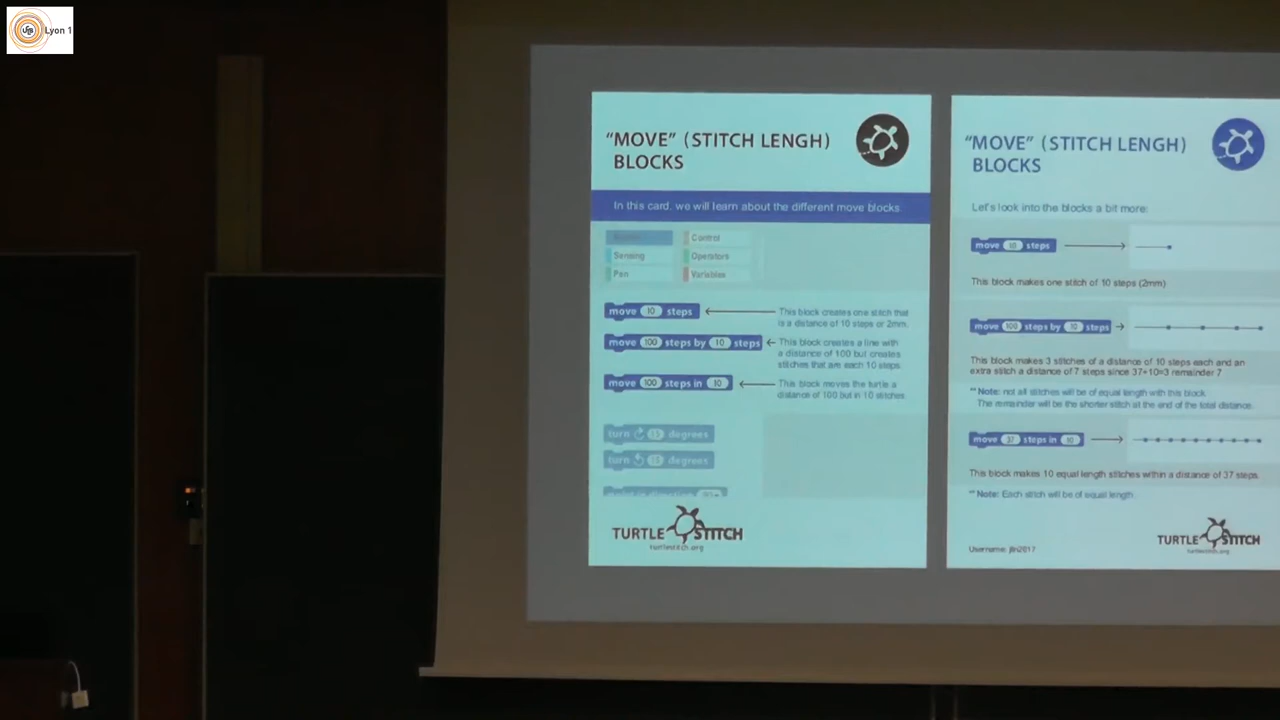 Lyon 1
"MOVE" (STITCH LENGH)
BLOCKS
In this card, we will learn about the different move blocks
Control
Sensing
Operators
Pen
Variables
move 10 steps
This block creates one stitch that
is a distance of 10 steps or 2mm.
move 100 steps by 10 steps
This block creates a line with
a distance of 100 but creates
stitches that are each 10 steps.
move 100 steps in 10
This block moves the turtle a
distance of 100 but in 10 stitches
turn 15 degrees
turn 15 degrees
TURTLE STITCH
turtlestitch.org
"MOVE" (STITCH LENGH)
BLOCKS
Let's look into the blocks a bit more:
move 10 steps
This block makes one stitch of 10 steps (2mm)
move 100 steps by 10 steps
This block makes 3 stitches of a distance of 10 steps each and an
extra stitch a distance of 7 steps since 37÷10=3 remainder 7
**Note: not all stitches will be of equal length with this block.
The remainder will be the shorter stitch at the end of the total distance.
move 37 steps in 10
This block makes 10 equal length stitches within a distance of 37 steps.
**Note: Each stitch will be of equal length.
Username: jlin2017
TURTLE STITCH
turtlestitch.org